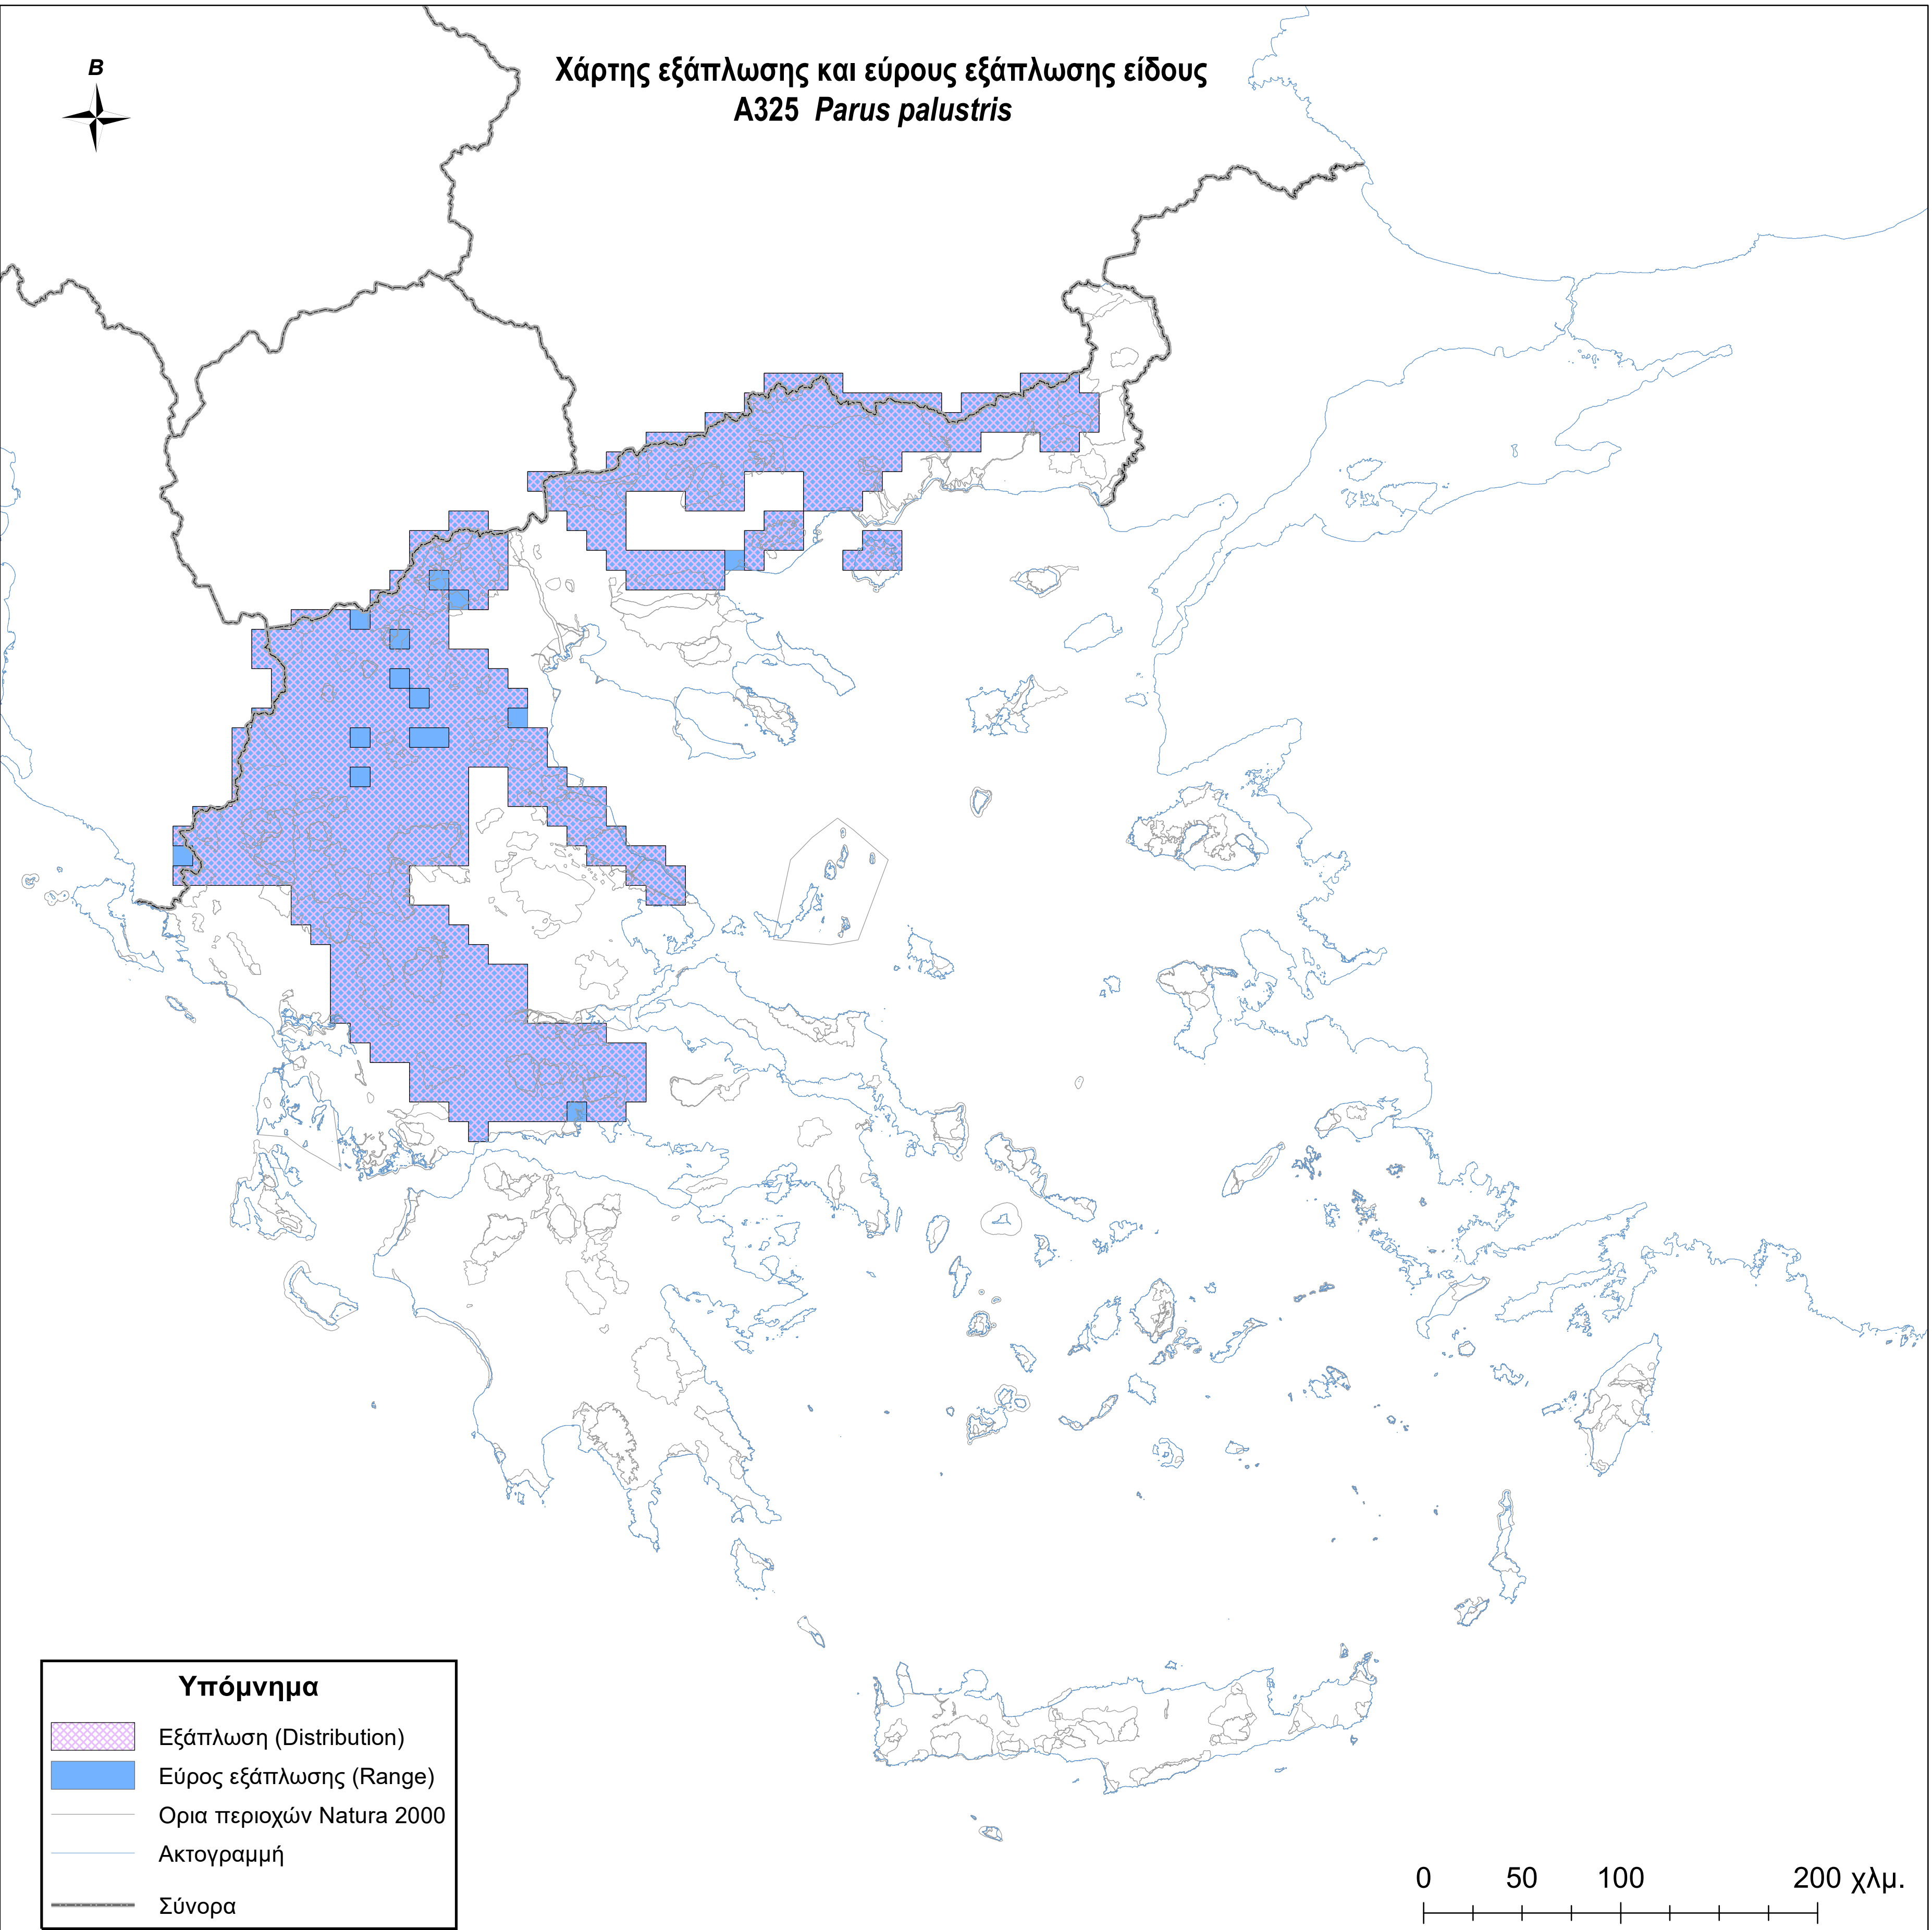 B
Χάρτης εξάπλωσης και εύρους εξάπλωσης είδους
A325 Parus palustris
Υπόμνημα
Εξάπλωση (Distribution)
Εύρος εξάπλωσης (Range)
Ορια περιοχών Natura 2000
Ακτογραμμή
Σύνορα
0 50 100 200 χλμ.